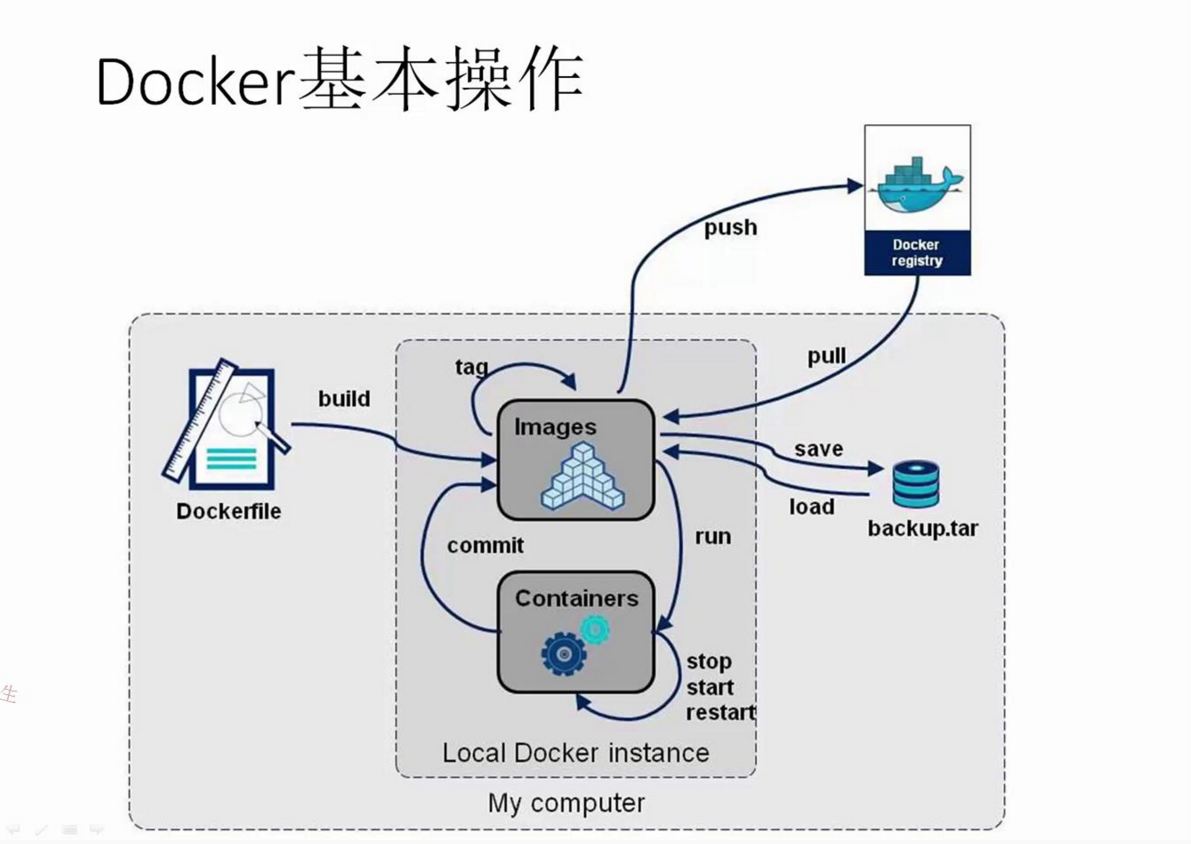 Docker基本操作
push
Docker
registry
pull
tag
build
Images
save
load
backup.tar
Dockerfile
commit
run
Containers
stop
start
restart
生
Local Docker instance
My computer